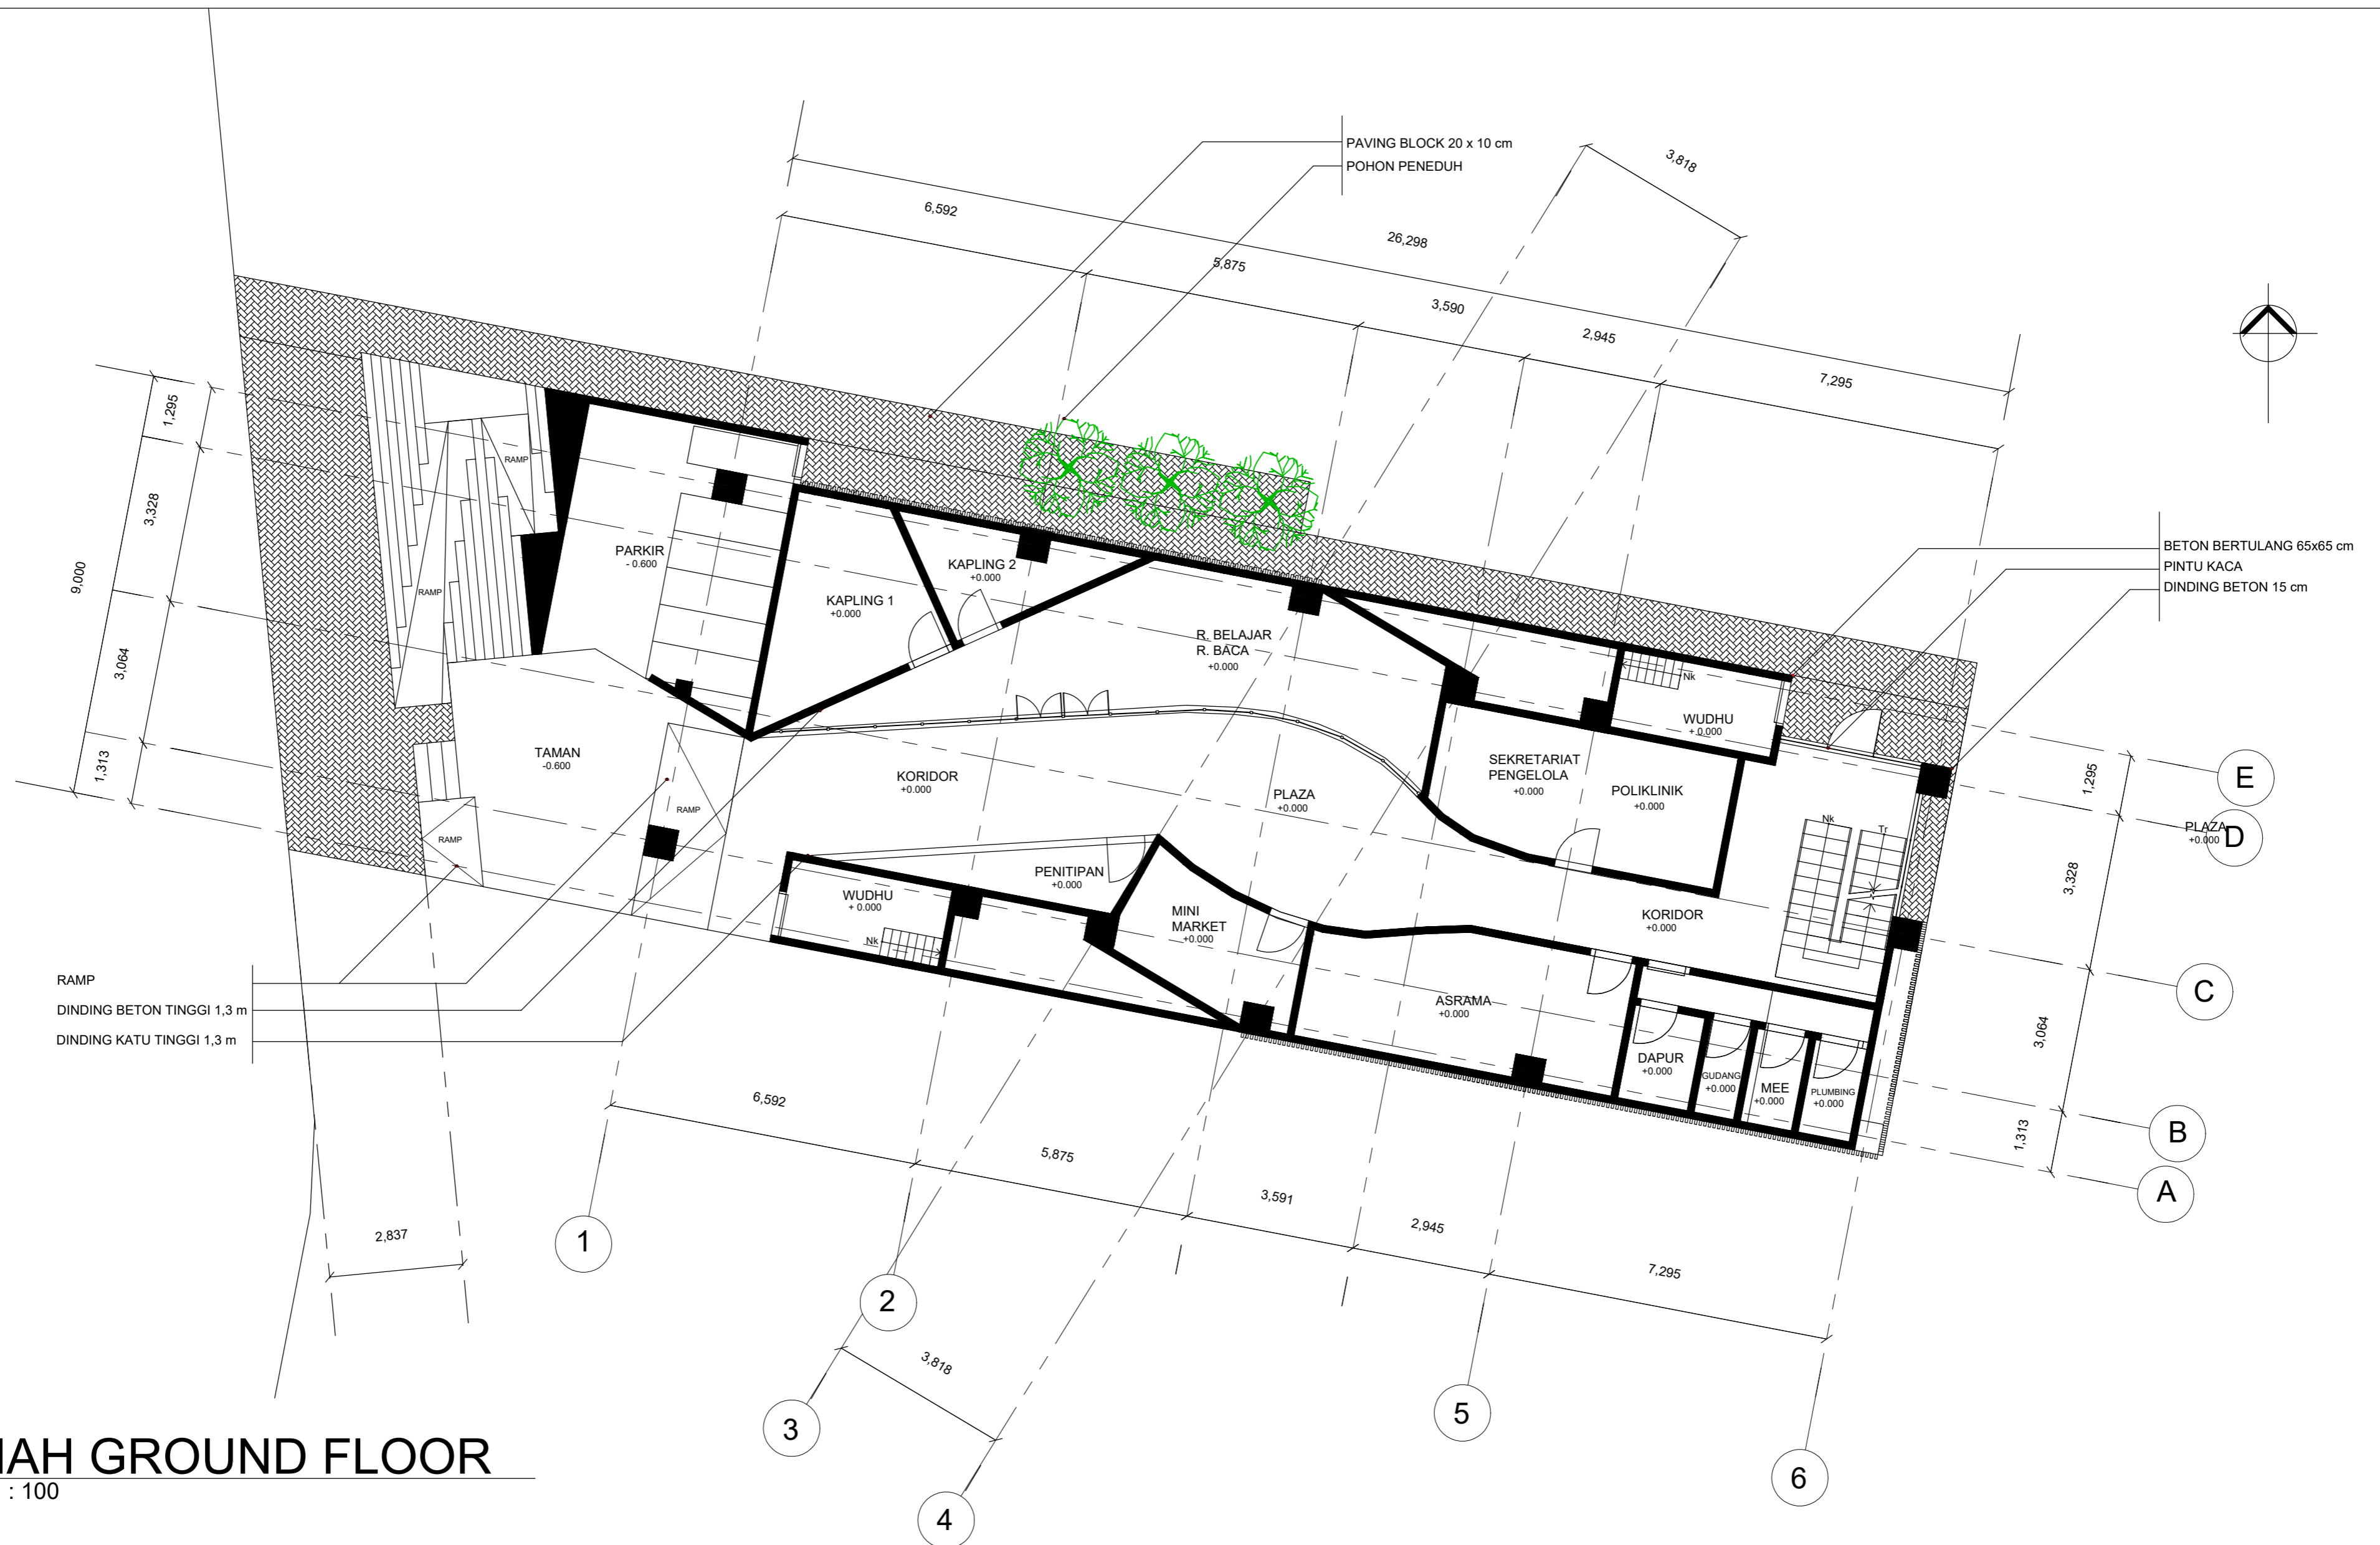 PAVING BLOCK 20 x 10 cm
POHON PENEDUH
3,818
6,592
26,298
5,875
3,590
2,945
7,295
1,295
3,328
9,000
3,064
1,313
RAMP
RAMP
PARKIR
- 0.600
KAPLING 2
+0.000
KAPLING 1
+0.000
R. BELAJAR
R. BACA
+0.000
BETON BERTULANG 65x65 cm
PINTU KACA
DINDING BETON 15 cm
Nk
WUDHU
+ 0.000
TAMAN
-0.600
KORIDOR
+0.000
PLAZA
+0.000
SEKRETARIAT
PENGELOLA
+0.000
POLIKLINIK
+0.000
RAMP
RAMP
Nk
Tr
PLAZA
+0.000
E
D
C
B
A
1,295
3,328
3,064
1,313
PENITIPAN
+0.000
WUDHU
+ 0.000
Nk
MINI
MARKET
+0.000
KORIDOR
+0.000
ASRAMA
+0.000
DAPUR
+0.000
GUDANG
+0.000
MEE
+0.000
PLUMBING
+0.000
RAMP
DINDING BETON TINGGI 1,3 m
DINDING KATU TINGGI 1,3 m
6,592
5,875
3,591
2,945
7,295
2,837
3,818
1
2
3
4
5
6
GROUND FLOOR
: 100